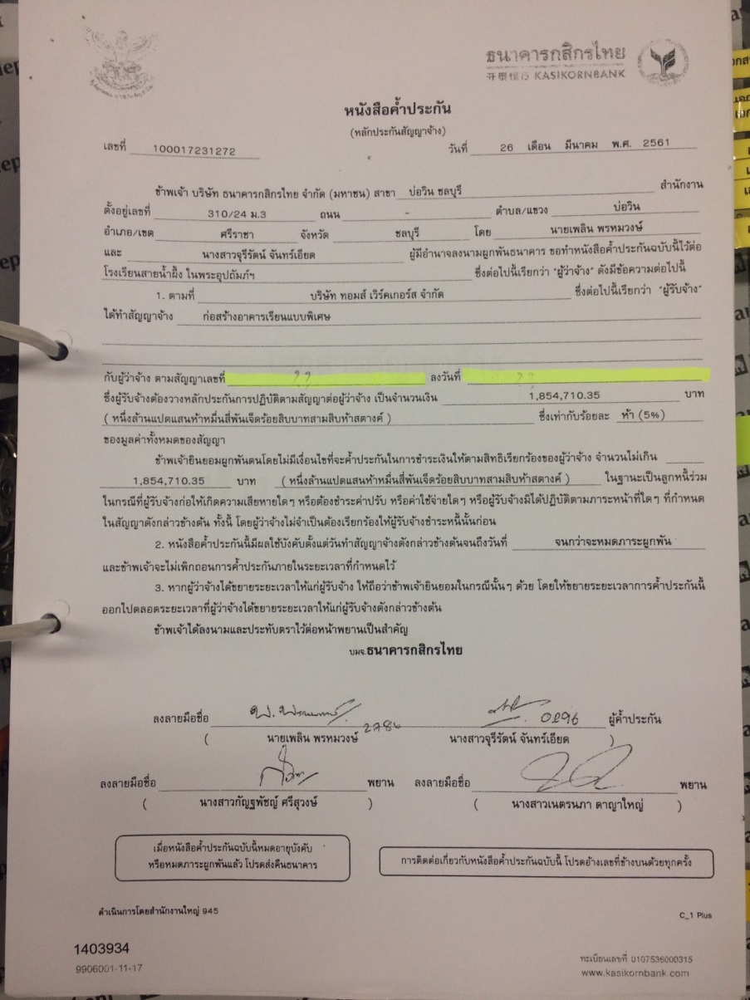 ธนาคารกสิกรไทย
开泰银行 KASIKORNBANK
หนังสือค้ำประกัน
(หลักประกันสัญญาจ้าง)
เลขที่ 100017231272 วันที่ 26 เดือน มีนาคม พ.ศ. 2561
ข้าพเจ้า บริษัท ธนาคารกสิกรไทย จำกัด (มหาชน) สาขา บ่อวิน ชลบุรี สำนักงาน
ตั้งอยู่เลขที่ 310/24 ม.3 ถนน - ตำบล/แขวง บ่อวิน
อำเภอ/เขต ศรีราชา จังหวัด ชลบุรี โดย นายเพลิน พรหมวงษ์
และ นางสาวจุรีรัตน์ จันทร์เอียด ผู้มีอำนาจลงนามผูกพันธนาคาร ขอทำหนังสือค้ำประกันฉบับนี้ไว้ต่อ
โรงเรียนสายน้ำผึ้ง ในพระอุปถัมภ์ฯ ซึ่งต่อไปนี้เรียกว่า "ผู้ว่าจ้าง" ดังมีข้อความต่อไปนี้
1. ตามที่ บริษัท ทอมส์ เวิร์คเกอร์ส จำกัด ซึ่งต่อไปนี้เรียกว่า "ผู้รับจ้าง"
ได้ทำสัญญาจ้าง ก่อสร้างอาคารเรียนแบบพิเศษ
กับผู้ว่าจ้าง ตามสัญญาเลขที่ ?? ลงวันที่ ??
ซึ่งผู้รับจ้างต้องวางหลักประกันการปฏิบัติตามสัญญาต่อผู้ว่าจ้าง เป็นจำนวนเงิน 1,854,710.35 บาท
( หนึ่งล้านแปดแสนห้าหมื่นสี่พันเจ็ดร้อยสิบบาทสามสิบห้าสตางค์ ) ซึ่งเท่ากับร้อยละ ห้า (5%)
ของมูลค่าทั้งหมดของสัญญา
ข้าพเจ้ายินยอมผูกพันตนโดยไม่มีเงื่อนไขที่จะค้ำประกันในการชำระเงินให้ตามสิทธิเรียกร้องของผู้ว่าจ้าง จำนวนไม่เกิน
1,854,710.35 บาท ( หนึ่งล้านแปดแสนห้าหมื่นสี่พันเจ็ดร้อยสิบบาทสามสิบห้าสตางค์ ) ในฐานะเป็นลูกหนี้ร่วม
ในกรณีที่ผู้รับจ้างก่อให้เกิดความเสียหายใดๆ หรือต้องชำระค่าปรับ หรือค่าใช้จ่ายใดๆ หรือผู้รับจ้างมิได้ปฏิบัติตามภาระหน้าที่ใดๆ ที่กำหนด
ในสัญญาดังกล่าวข้างต้น ทั้งนี้ โดยผู้ว่าจ้างไม่จำเป็นต้องเรียกร้องให้ผู้รับจ้างชำระหนี้นั้นก่อน
2. หนังสือค้ำประกันนี้มีผลใช้บังคับตั้งแต่วันทำสัญญาจ้างดังกล่าวข้างต้นจนถึงวันที่ จนกว่าจะหมดภาระผูกพัน
และข้าพเจ้าจะไม่เพิกถอนการค้ำประกันภายในระยะเวลาที่กำหนดไว้
3. หากผู้ว่าจ้างได้ขยายระยะเวลาให้แก่ผู้รับจ้าง ให้ถือว่าข้าพเจ้ายินยอมในกรณีนั้นๆ ด้วย โดยให้ขยายระยะเวลาการค้ำประกันนี้
ออกไปตลอดระยะเวลาที่ผู้ว่าจ้างได้ขยายระยะเวลาให้แก่ผู้รับจ้างดังกล่าวข้างต้น
ข้าพเจ้าได้ลงนามและประทับตราไว้ต่อหน้าพยานเป็นสำคัญ
บมจ.ธนาคารกสิกรไทย
ลงลายมือชื่อ 2784 0296 ผู้ค้ำประกัน
( นายเพลิน พรหมวงษ์ นางสาวจุรีรัตน์ จันทร์เอียด )
ลงลายมือชื่อ พยาน ลงลายมือชื่อ พยาน
( นางสาวกัญฐพัชญ์ ศรีสุวงษ์ ) ( นางสาวเนตรนภา ดาญาใหญ่ )
เมื่อหนังสือค้ำประกันฉบับนี้หมดอายุบังคับ
หรือหมดภาระผูกพันแล้ว โปรดส่งคืนธนาคาร
การติดต่อเกี่ยวกับหนังสือค้ำประกันฉบับนี้ โปรดอ้างเลขที่ข้างบนด้วยทุกครั้ง
ดำเนินการโดยสำนักงานใหญ่ 945
C_1 Plus
1403934
9906001-11-17
ทะเบียนเลขที่ 0107536000315
www.kasikornbank.com